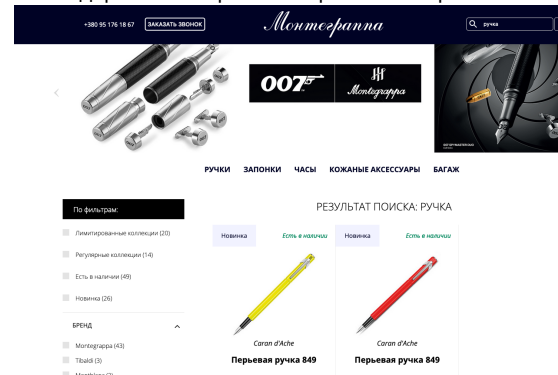 +380 95 176 18 67
ЗАКАЗАТЬ ЗВОНОК
Монтеграппа
ручка
007
Montegrappa
РУЧКИ ЗАПОНКИ ЧАСЫ КОЖАНЫЕ АКСЕССУАРЫ БАГАЖ
По фильтрам:
Лимитированные коллекции (20)
Регулярные коллекции (14)
Есть в наличии (49)
Новинка (26)
БРЕНД
Montegrappa (43)
Tibaldi (3)
РЕЗУЛЬТАТ ПОИСКА: РУЧКА
Новинка Есть в наличии
Новинка Есть в наличии
Caran d'Ache
Перьевая ручка 849
Caran d'Ache
Перьевая ручка 849